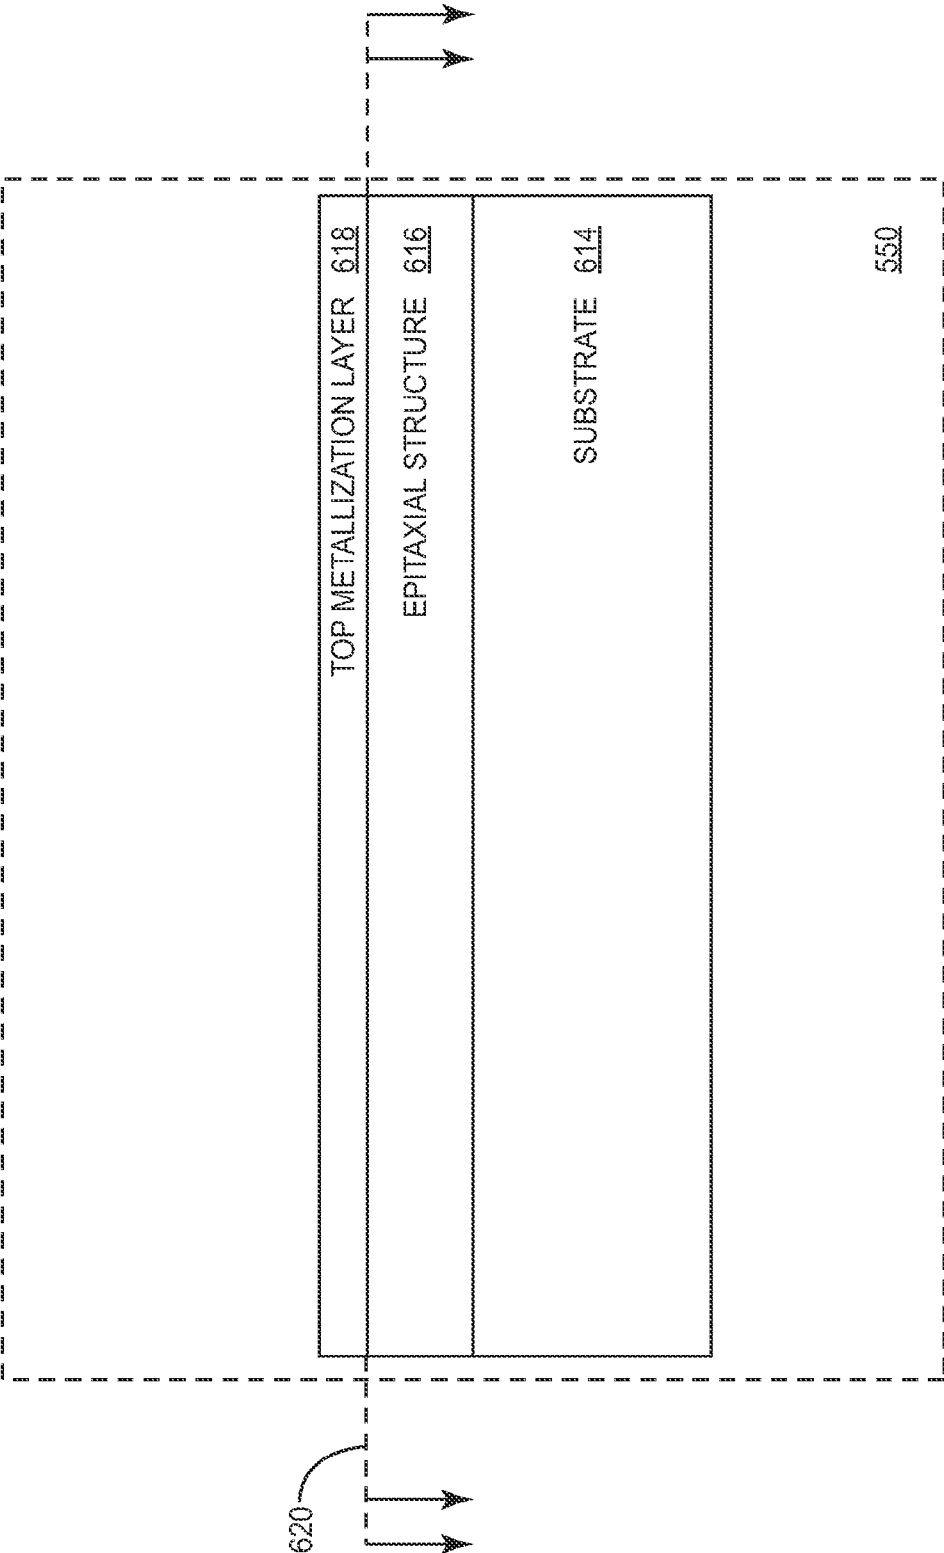 620
TOP METALLIZATION LAYER 618
EPITAXIAL STRUCTURE 616
SUBSTRATE 614
550